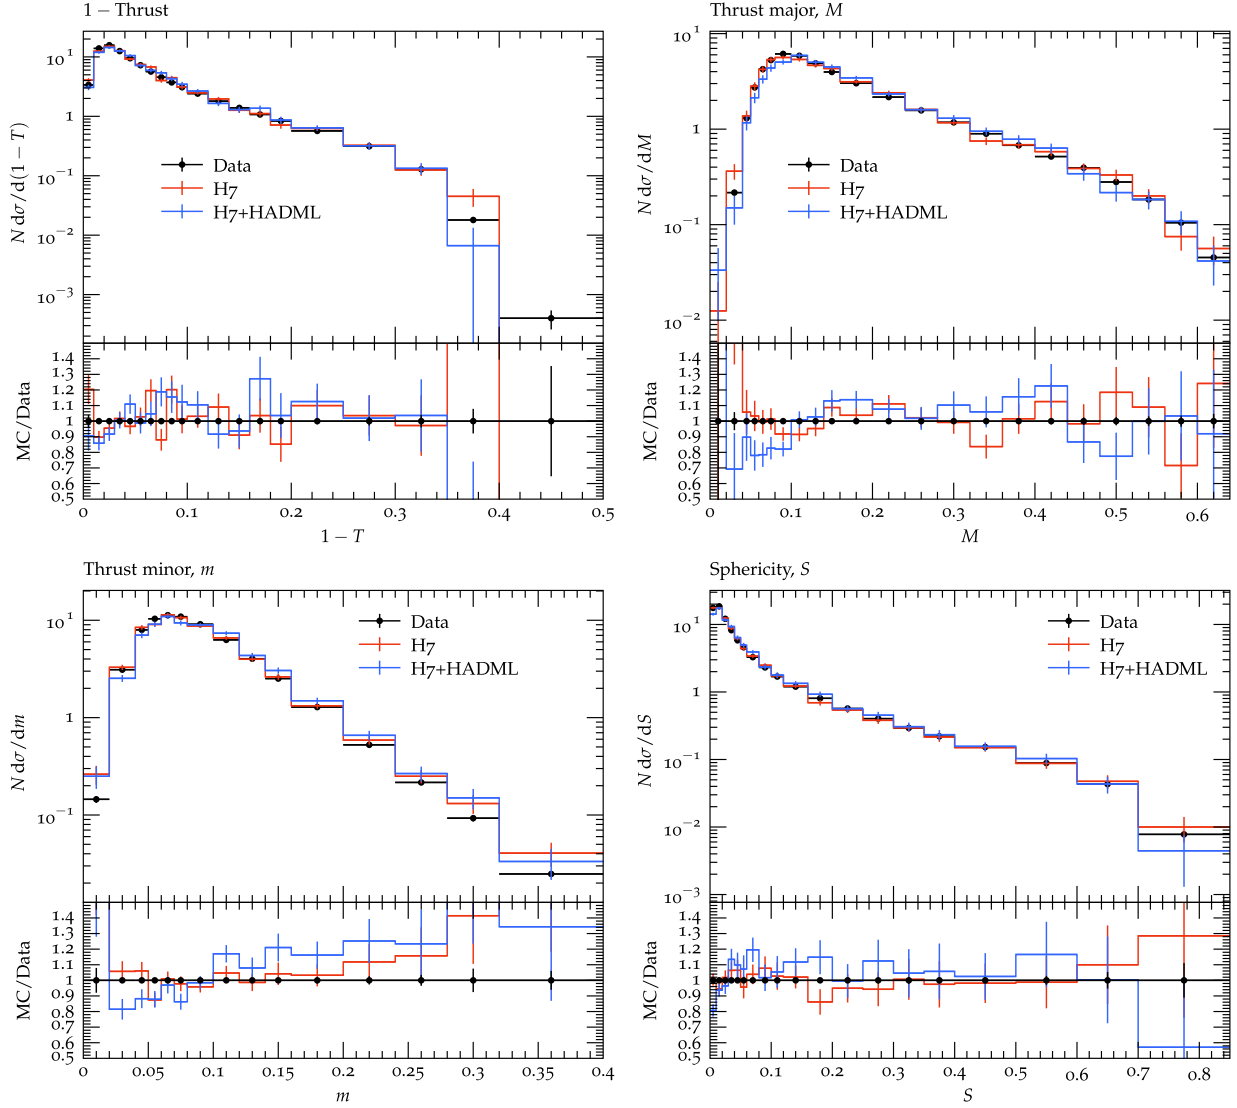 1 − Thrust
N dσ/d(1 − T)
10^1
1
10^−1
10^−2
10^−3
Data
H7
H7+HADML
MC/Data
1.4
1.3
1.2
1.1
1
0.9
0.8
0.7
0.6
0.5
0 0.1 0.2 0.3 0.4 0.5
1 − T
Thrust major, M
N dσ/dM
10^1
1
10^−1
10^−2
Data
H7
H7+HADML
MC/Data
1.4
1.3
1.2
1.1
1
0.9
0.8
0.7
0.6
0.5
0 0.1 0.2 0.3 0.4 0.5 0.6
M
Thrust minor, m
N dσ/dm
10^1
1
10^−1
Data
H7
H7+HADML
MC/Data
1.4
1.3
1.2
1.1
1
0.9
0.8
0.7
0.6
0.5
0 0.05 0.1 0.15 0.2 0.25 0.3 0.35 0.4
m
Sphericity, S
N dσ/dS
10^1
1
10^−1
10^−2
10^−3
Data
H7
H7+HADML
MC/Data
1.4
1.3
1.2
1.1
1
0.9
0.8
0.7
0.6
0.5
0 0.1 0.2 0.3 0.4 0.5 0.6 0.7 0.8
S